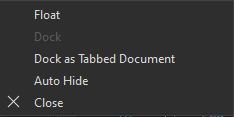 Float
Dock
Dock as Tabbed Document
Auto Hide
Close